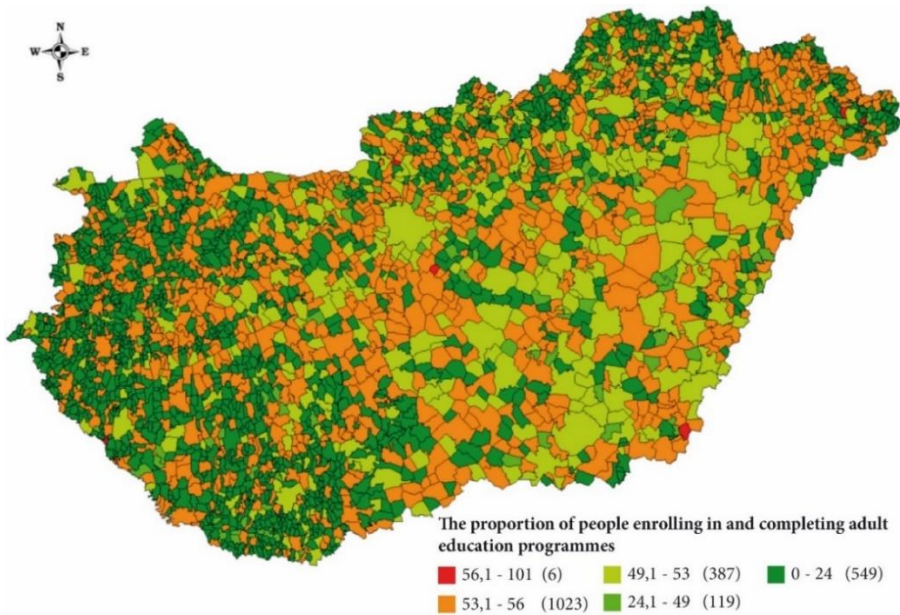 N
W E
S
The proportion of people enrolling in and completing adult
education programmes
56,1 - 101 (6) 49,1 - 53 (387) 0 - 24 (549)
53,1 - 56 (1023) 24,1 - 49 (119)